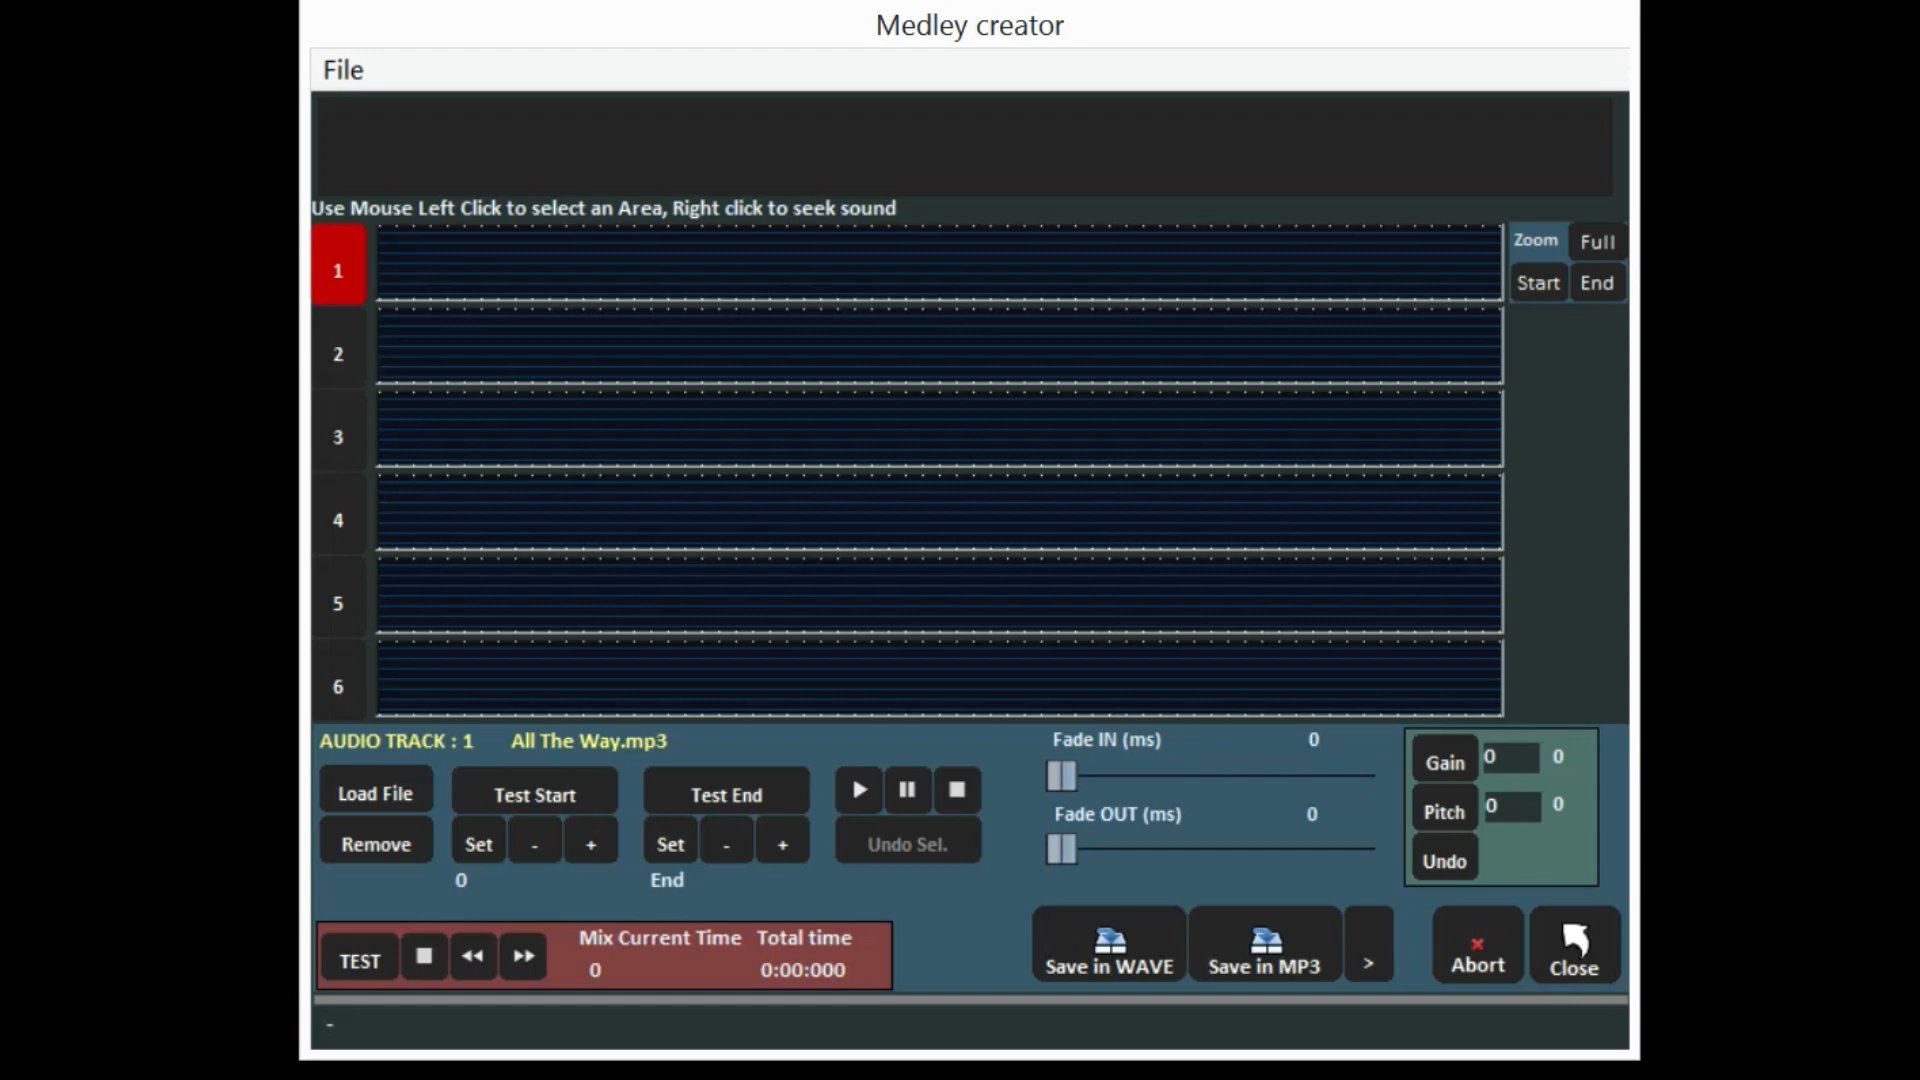 Medley creator
File
Use Mouse Left Click to select an Area, Right click to seek sound
1
Zoom Full
Start End
2
3
4
5
6
AUDIO TRACK : 1 All The Way.mp3
Load File Test Start Test End
Remove Set - + Set - + Undo Sel.
0 End
Fade IN (ms) 0
Fade OUT (ms) 0
Gain 0 0
Pitch 0 0
Undo
TEST Mix Current Time Total time
0 0:00:000
Save in WAVE Save in MP3 > Abort Close
-